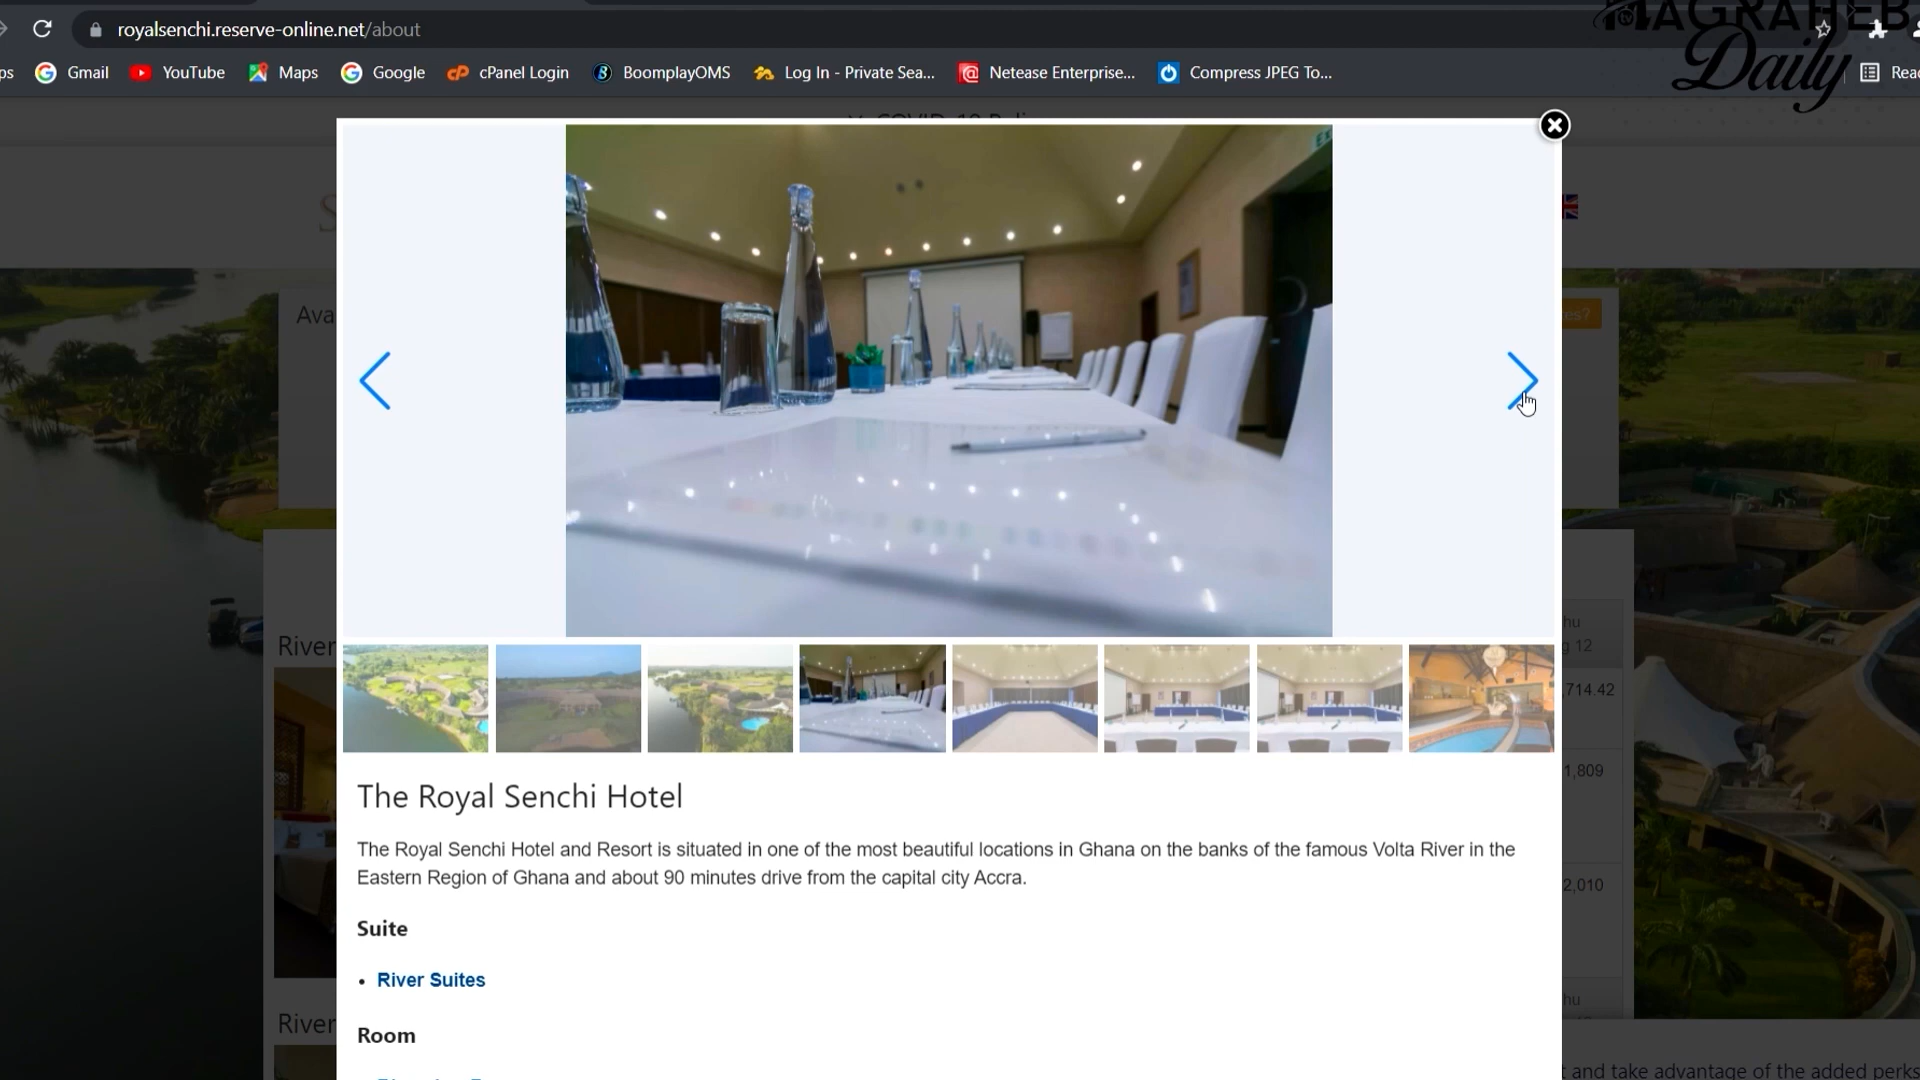 royalsenchi.reserve-online.net/about
MAGRAHEB
Daily
Gmail
YouTube
Maps
Google
cPanel Login
BoomplayOMS
Log In - Private Sea...
Netease Enterprise...
Compress JPEG To...
Ava
River
714.42
1,809
2,010
The Royal Senchi Hotel
The Royal Senchi Hotel and Resort is situated in one of the most beautiful locations in Ghana on the banks of the famous Volta River in the
Eastern Region of Ghana and about 90 minutes drive from the capital city Accra.
Suite
• River Suites
River
Room
and take advantage of the added perks